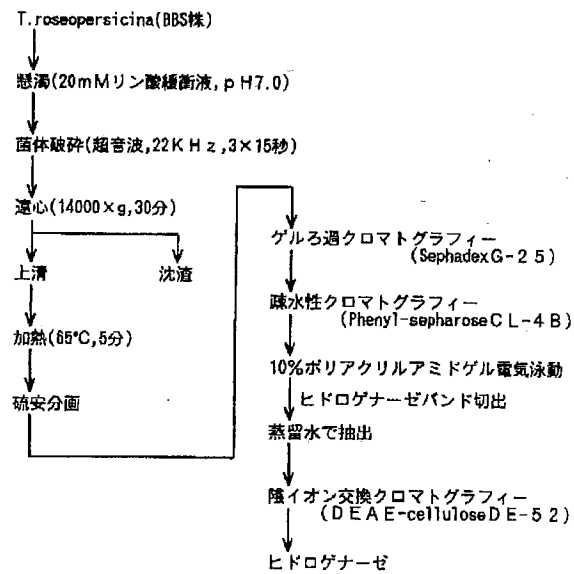 T.roseopersicina(BBS株)
懸濁(20mMリン酸緩衝液,pH7.0)
菌体破砕(超音波,22KHz,3×15秒)
遠心(14000×g,30分)
上清
沈渣
加熱(65℃,5分)
硫安分画
ゲルろ過クロマトグラフィー
(SephadexG-25)
疎水性クロマトグラフィー
(Phenyl-sepharoseCL-4B)
10%ポリアクリルアミドゲル電気泳動
ヒドロゲナーゼバンド切出
蒸留水で抽出
陰イオン交換クロマトグラフィー
(DEAE-celluloseDE-52)
ヒドロゲナーゼ